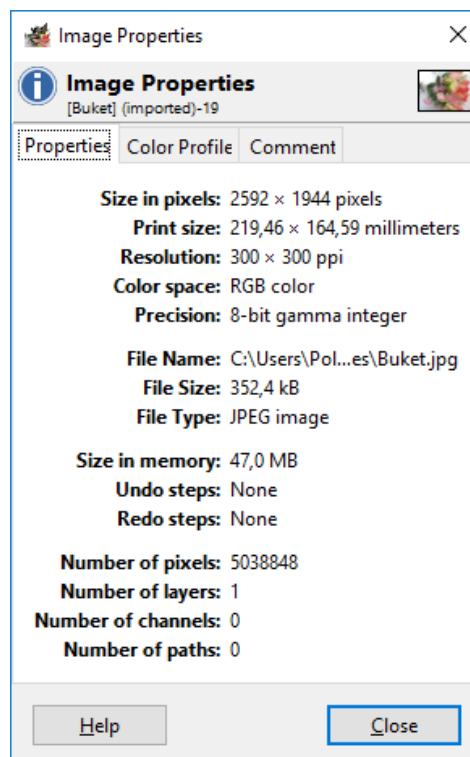 Image Properties
Image Properties
[Buket] (imported)-19
Properties Color Profile Comment
Size in pixels: 2592 × 1944 pixels
Print size: 219,46 × 164,59 millimeters
Resolution: 300 × 300 ppi
Color space: RGB color
Precision: 8-bit gamma integer
File Name: C:\Users\Pol...es\Buket.jpg
File Size: 352,4 kB
File Type: JPEG image
Size in memory: 47,0 MB
Undo steps: None
Redo steps: None
Number of pixels: 5038848
Number of layers: 1
Number of channels: 0
Number of paths: 0
Help Close